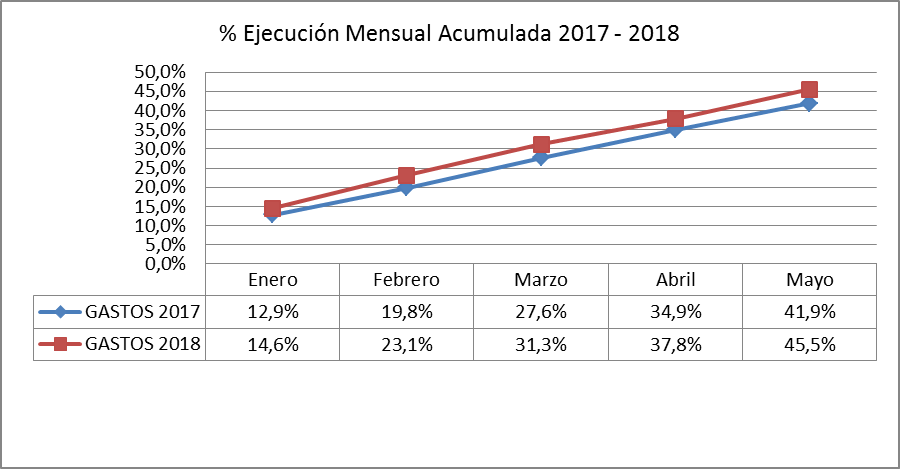 % Ejecución Mensual Acumulada 2017 - 2018
50,0%
45,0%
40,0%
35,0%
30,0%
25,0%
20,0%
15,0%
10,0%
5,0%
0,0%
Enero Febrero Marzo Abril Mayo
GASTOS 2017 12,9% 19,8% 27,6% 34,9% 41,9%
GASTOS 2018 14,6% 23,1% 31,3% 37,8% 45,5%